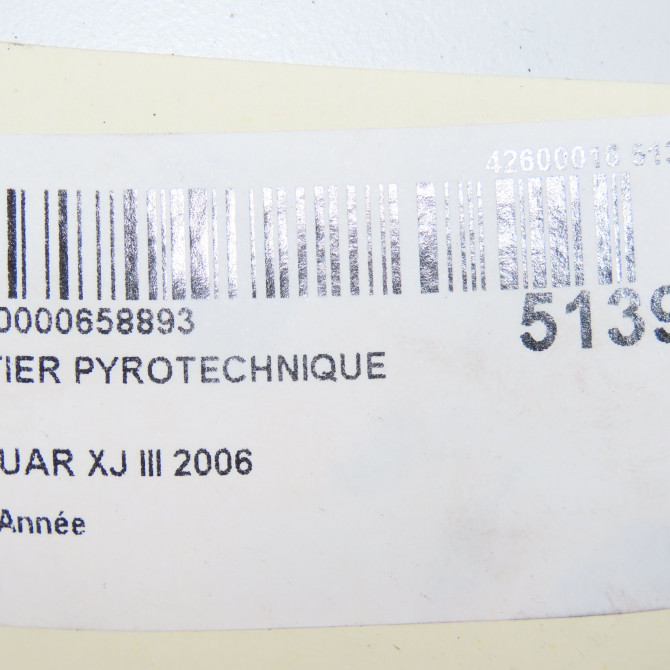 42600016 513
0000658893
5139
TIER PYROTECHNIQUE
UAR XJ III 2006
Année